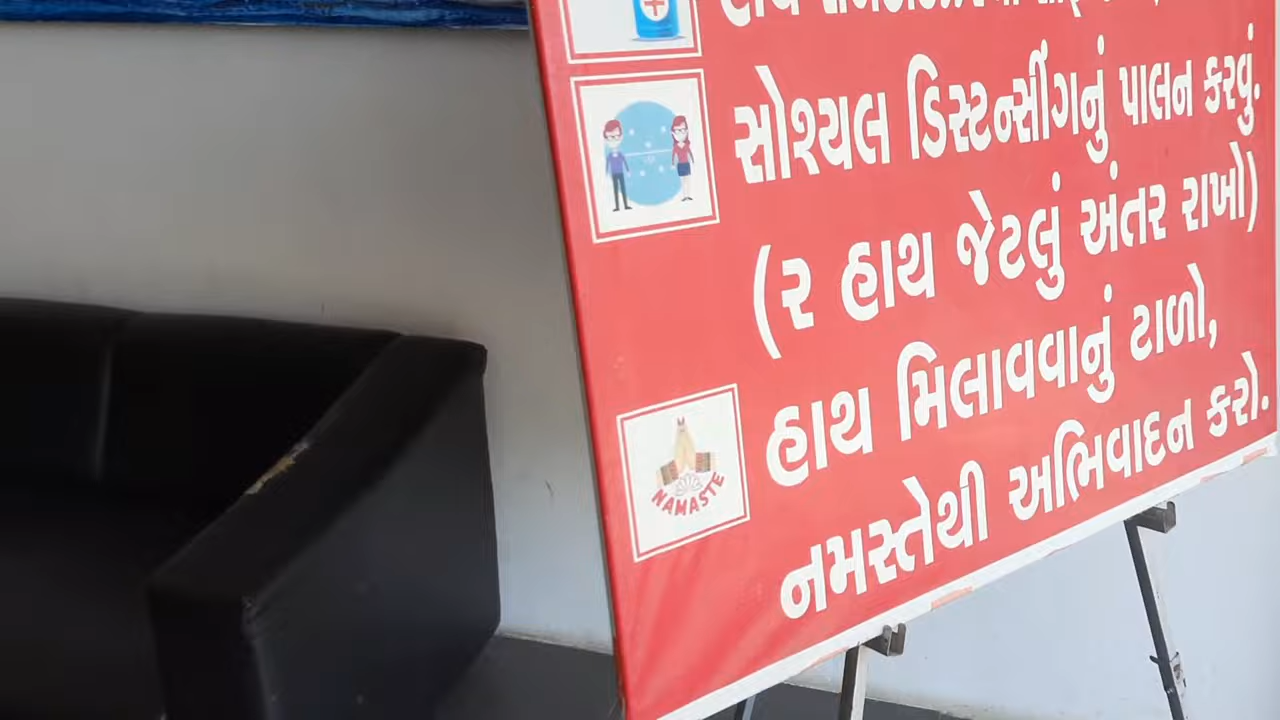 સોશ્યલ ડિસ્ટન્સીંગનું પાલન કરવું.
(૨ હાથ જેટલું અંતર રાખો)
હાથ મિલાવવાનું ટાળો,
NAMASTE
નમસ્તેથી અભિવાદન કરો.